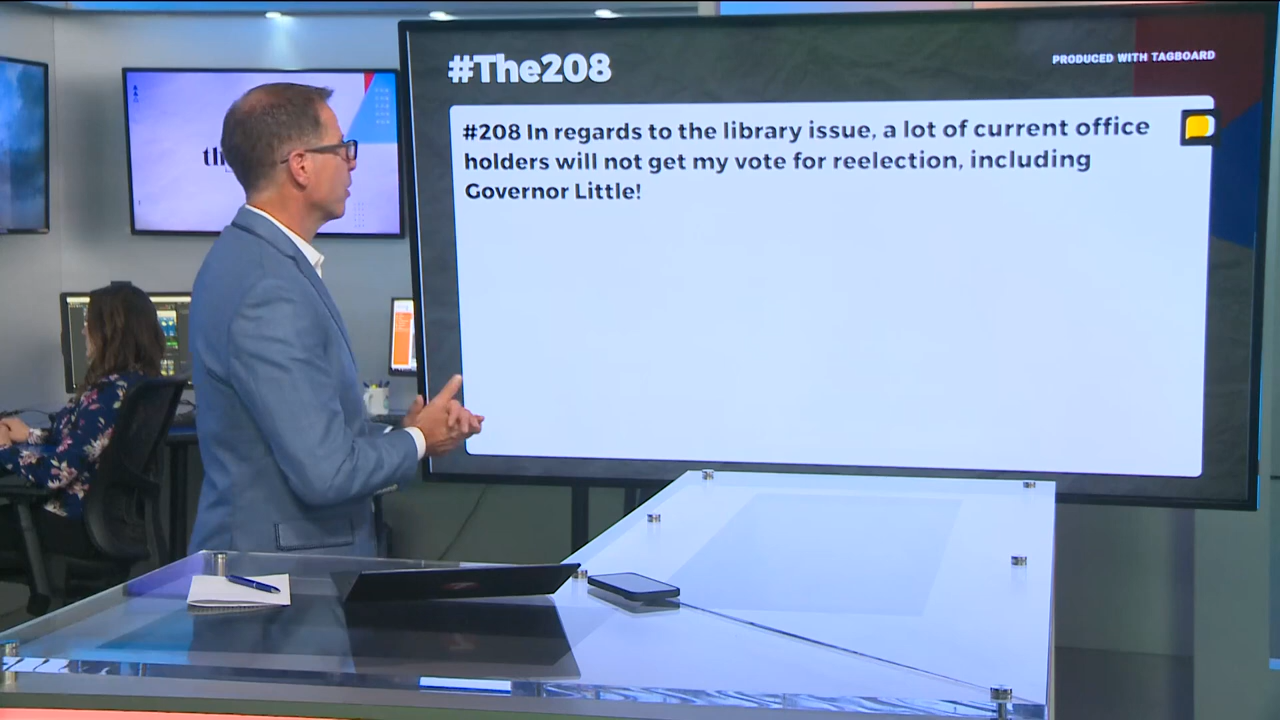 #The208
PRODUCED WITH TAGBOARD
#208 In regards to the library issue, a lot of current office
holders will not get my vote for reelection, including
Governor Little!